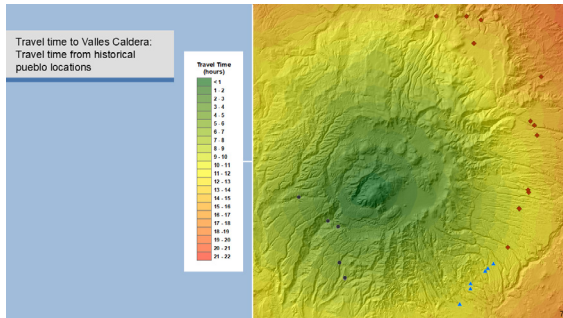 Travel time to Valles Caldera:
Travel time from historical
pueblo locations
Travel Time
(hours)
< 1
1 - 2
2 - 3
3 - 4
4 - 5
5 - 6
6 - 7
7 - 8
8 - 9
9 - 10
10 - 11
11 - 12
12 - 13
13 - 14
14 - 15
15 - 16
16 - 17
17 - 18
18 -19
19 - 20
20 - 21
21 - 22
7